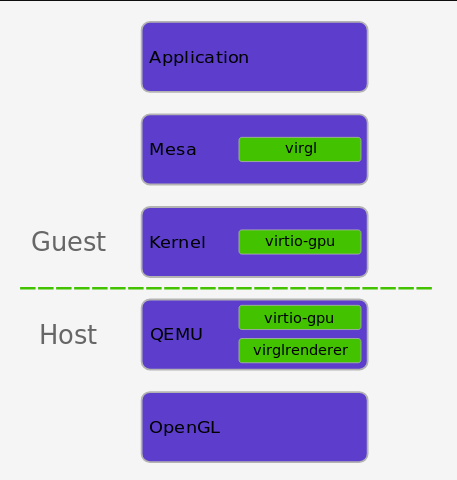 Application
Mesa
virgl
Guest
Kernel
virtio-gpu
Host
QEMU
virtio-gpu
virglrenderer
OpenGL